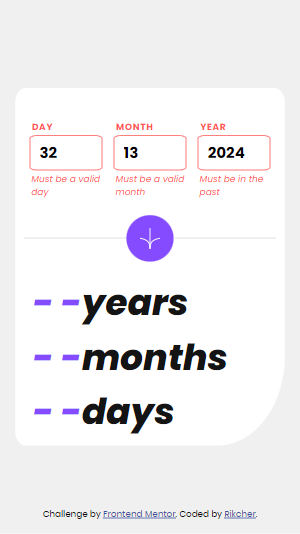 DAY MONTH YEAR
32 13 2024
Must be a valid day Must be a valid month Must be in the past
- - years
- - months
- - days
Challenge by Frontend Mentor. Coded by Rikcher.